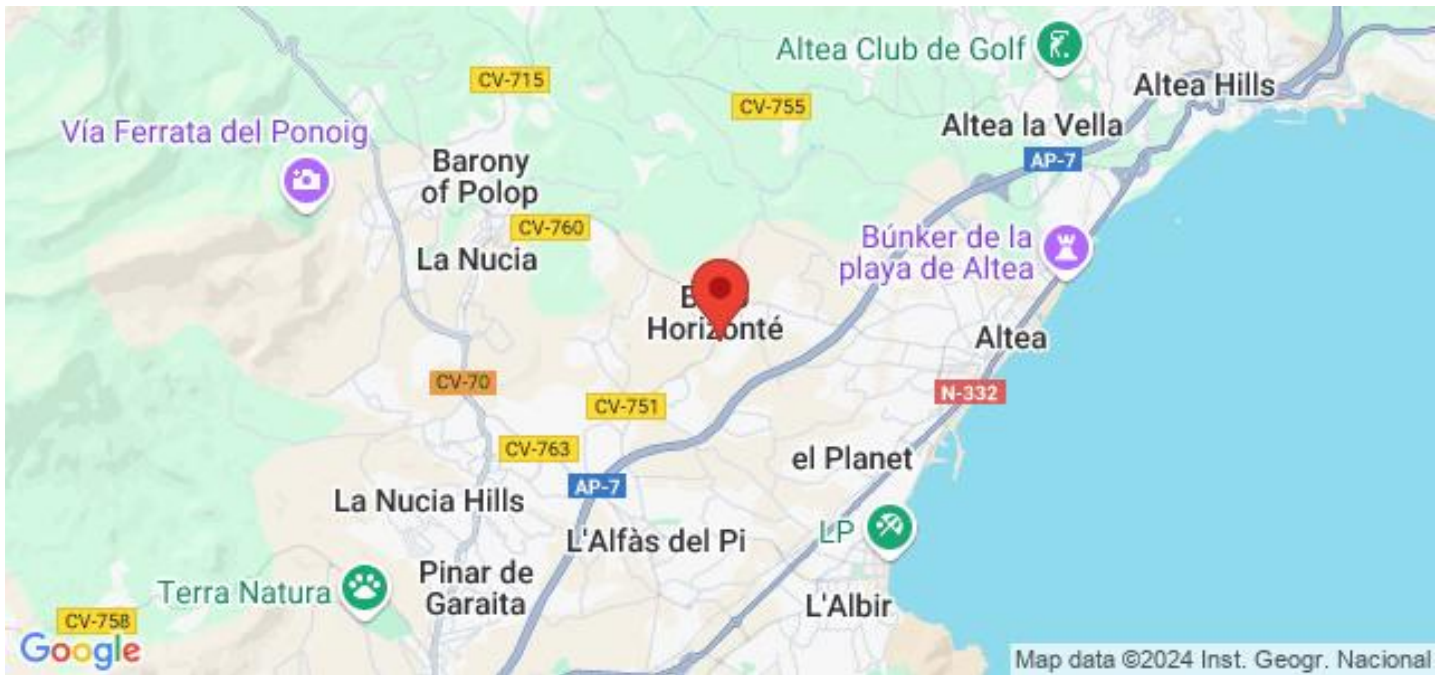 Altea Club de Golf
CV-715
Altea Hills
CV-755
Vía Ferrata del Ponoig
Altea la Vella
Barony
of Polop
AP-7
CV-760
Búnker de la
playa de Altea
La Nucia
Horizonté
Altea
CV-70
N-332
CV-751
CV-763
el Planet
AP-7
La Nucia Hills
LP
L'Alfàs del Pi
Pinar de
Garaita
Terra Natura
L'Albir
CV-758
Google
Map data ©2024 Inst. Geogr. Nacional